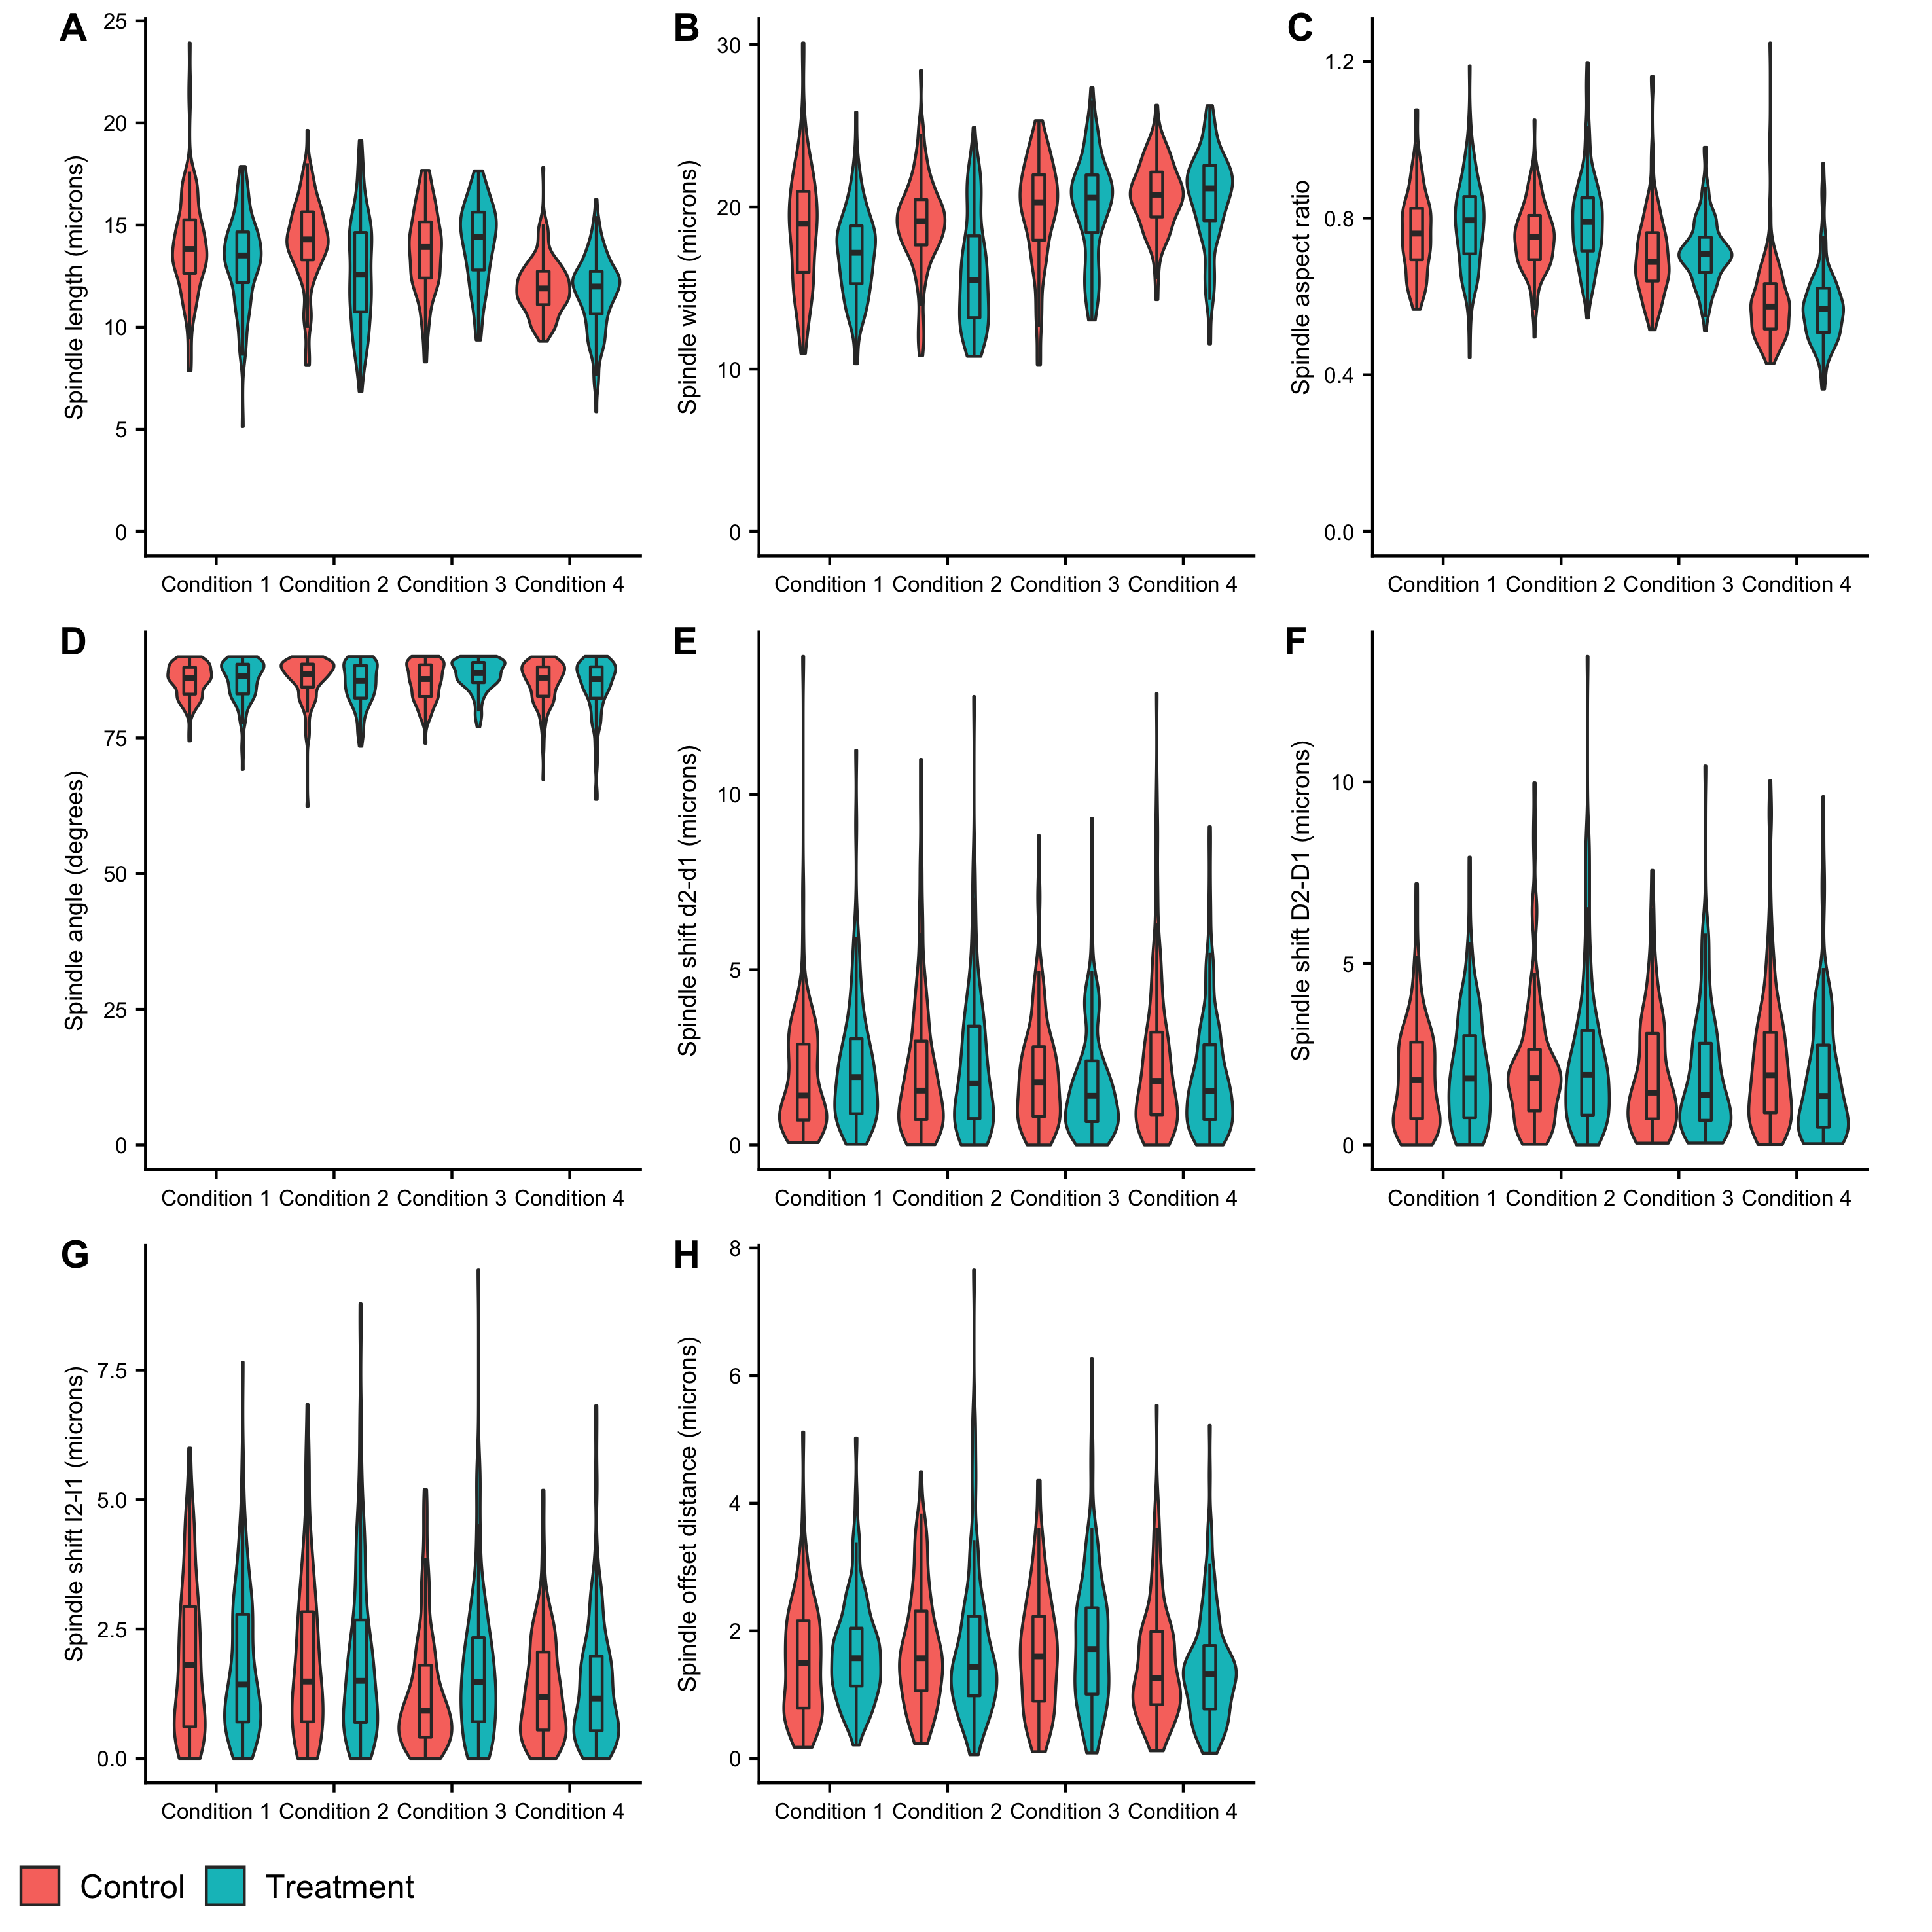 A
Spindle length (microns)
25
20
15
10
5
0
Condition 1 Condition 2 Condition 3 Condition 4
B
Spindle width (microns)
30
20
10
0
Condition 1 Condition 2 Condition 3 Condition 4
C
Spindle aspect ratio
1.2
0.8
0.4
0.0
Condition 1 Condition 2 Condition 3 Condition 4
D
Spindle angle (degrees)
75
50
25
0
Condition 1 Condition 2 Condition 3 Condition 4
E
Spindle shift d2-d1 (microns)
10
5
0
Condition 1 Condition 2 Condition 3 Condition 4
F
Spindle shift D2-D1 (microns)
10
5
0
Condition 1 Condition 2 Condition 3 Condition 4
G
Spindle shift l2-l1 (microns)
7.5
5.0
2.5
0.0
Condition 1 Condition 2 Condition 3 Condition 4
H
Spindle offset distance (microns)
8
6
4
2
0
Condition 1 Condition 2 Condition 3 Condition 4
Control Treatment